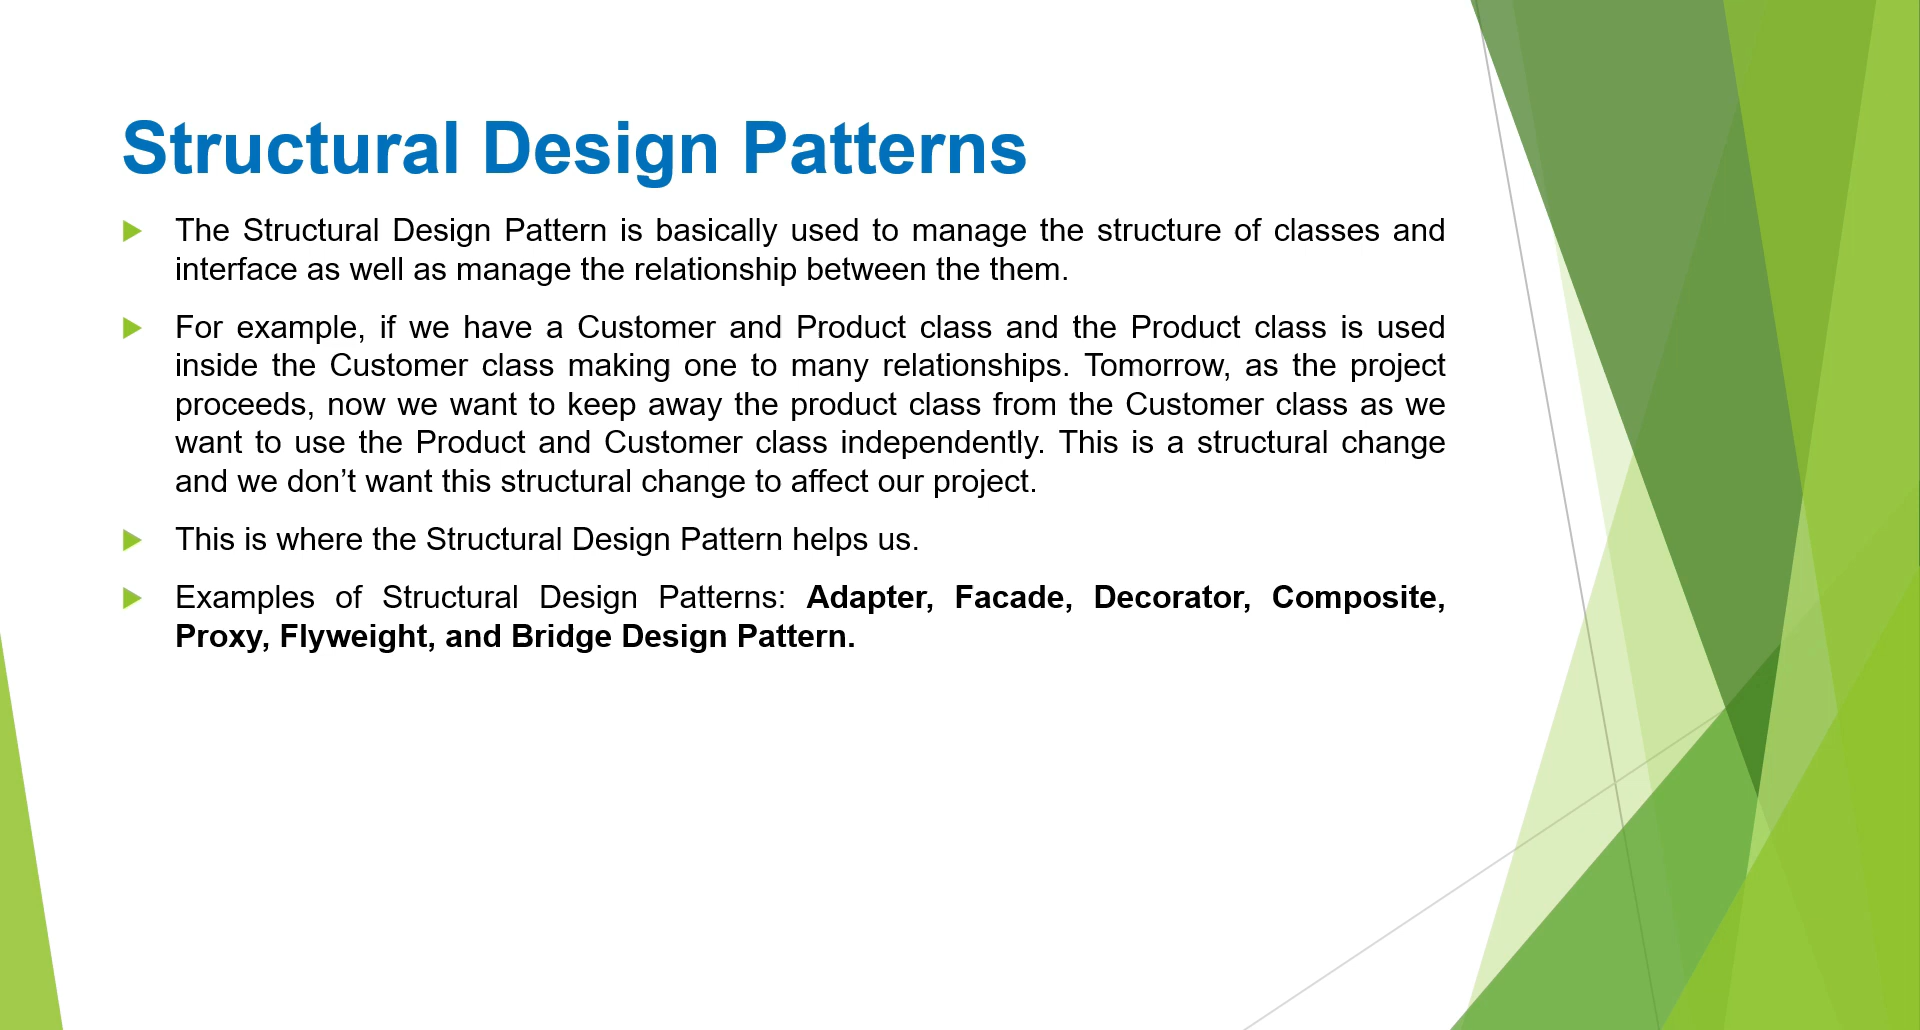 Structural Design Patterns
The Structural Design Pattern is basically used to manage the structure of classes and
interface as well as manage the relationship between the them.
For example, if we have a Customer and Product class and the Product class is used
inside the Customer class making one to many relationships. Tomorrow, as the project
proceeds, now we want to keep away the product class from the Customer class as we
want to use the Product and Customer class independently. This is a structural change
and we don’t want this structural change to affect our project.
This is where the Structural Design Pattern helps us.
Examples of Structural Design Patterns: Adapter, Facade, Decorator, Composite,
Proxy, Flyweight, and Bridge Design Pattern.